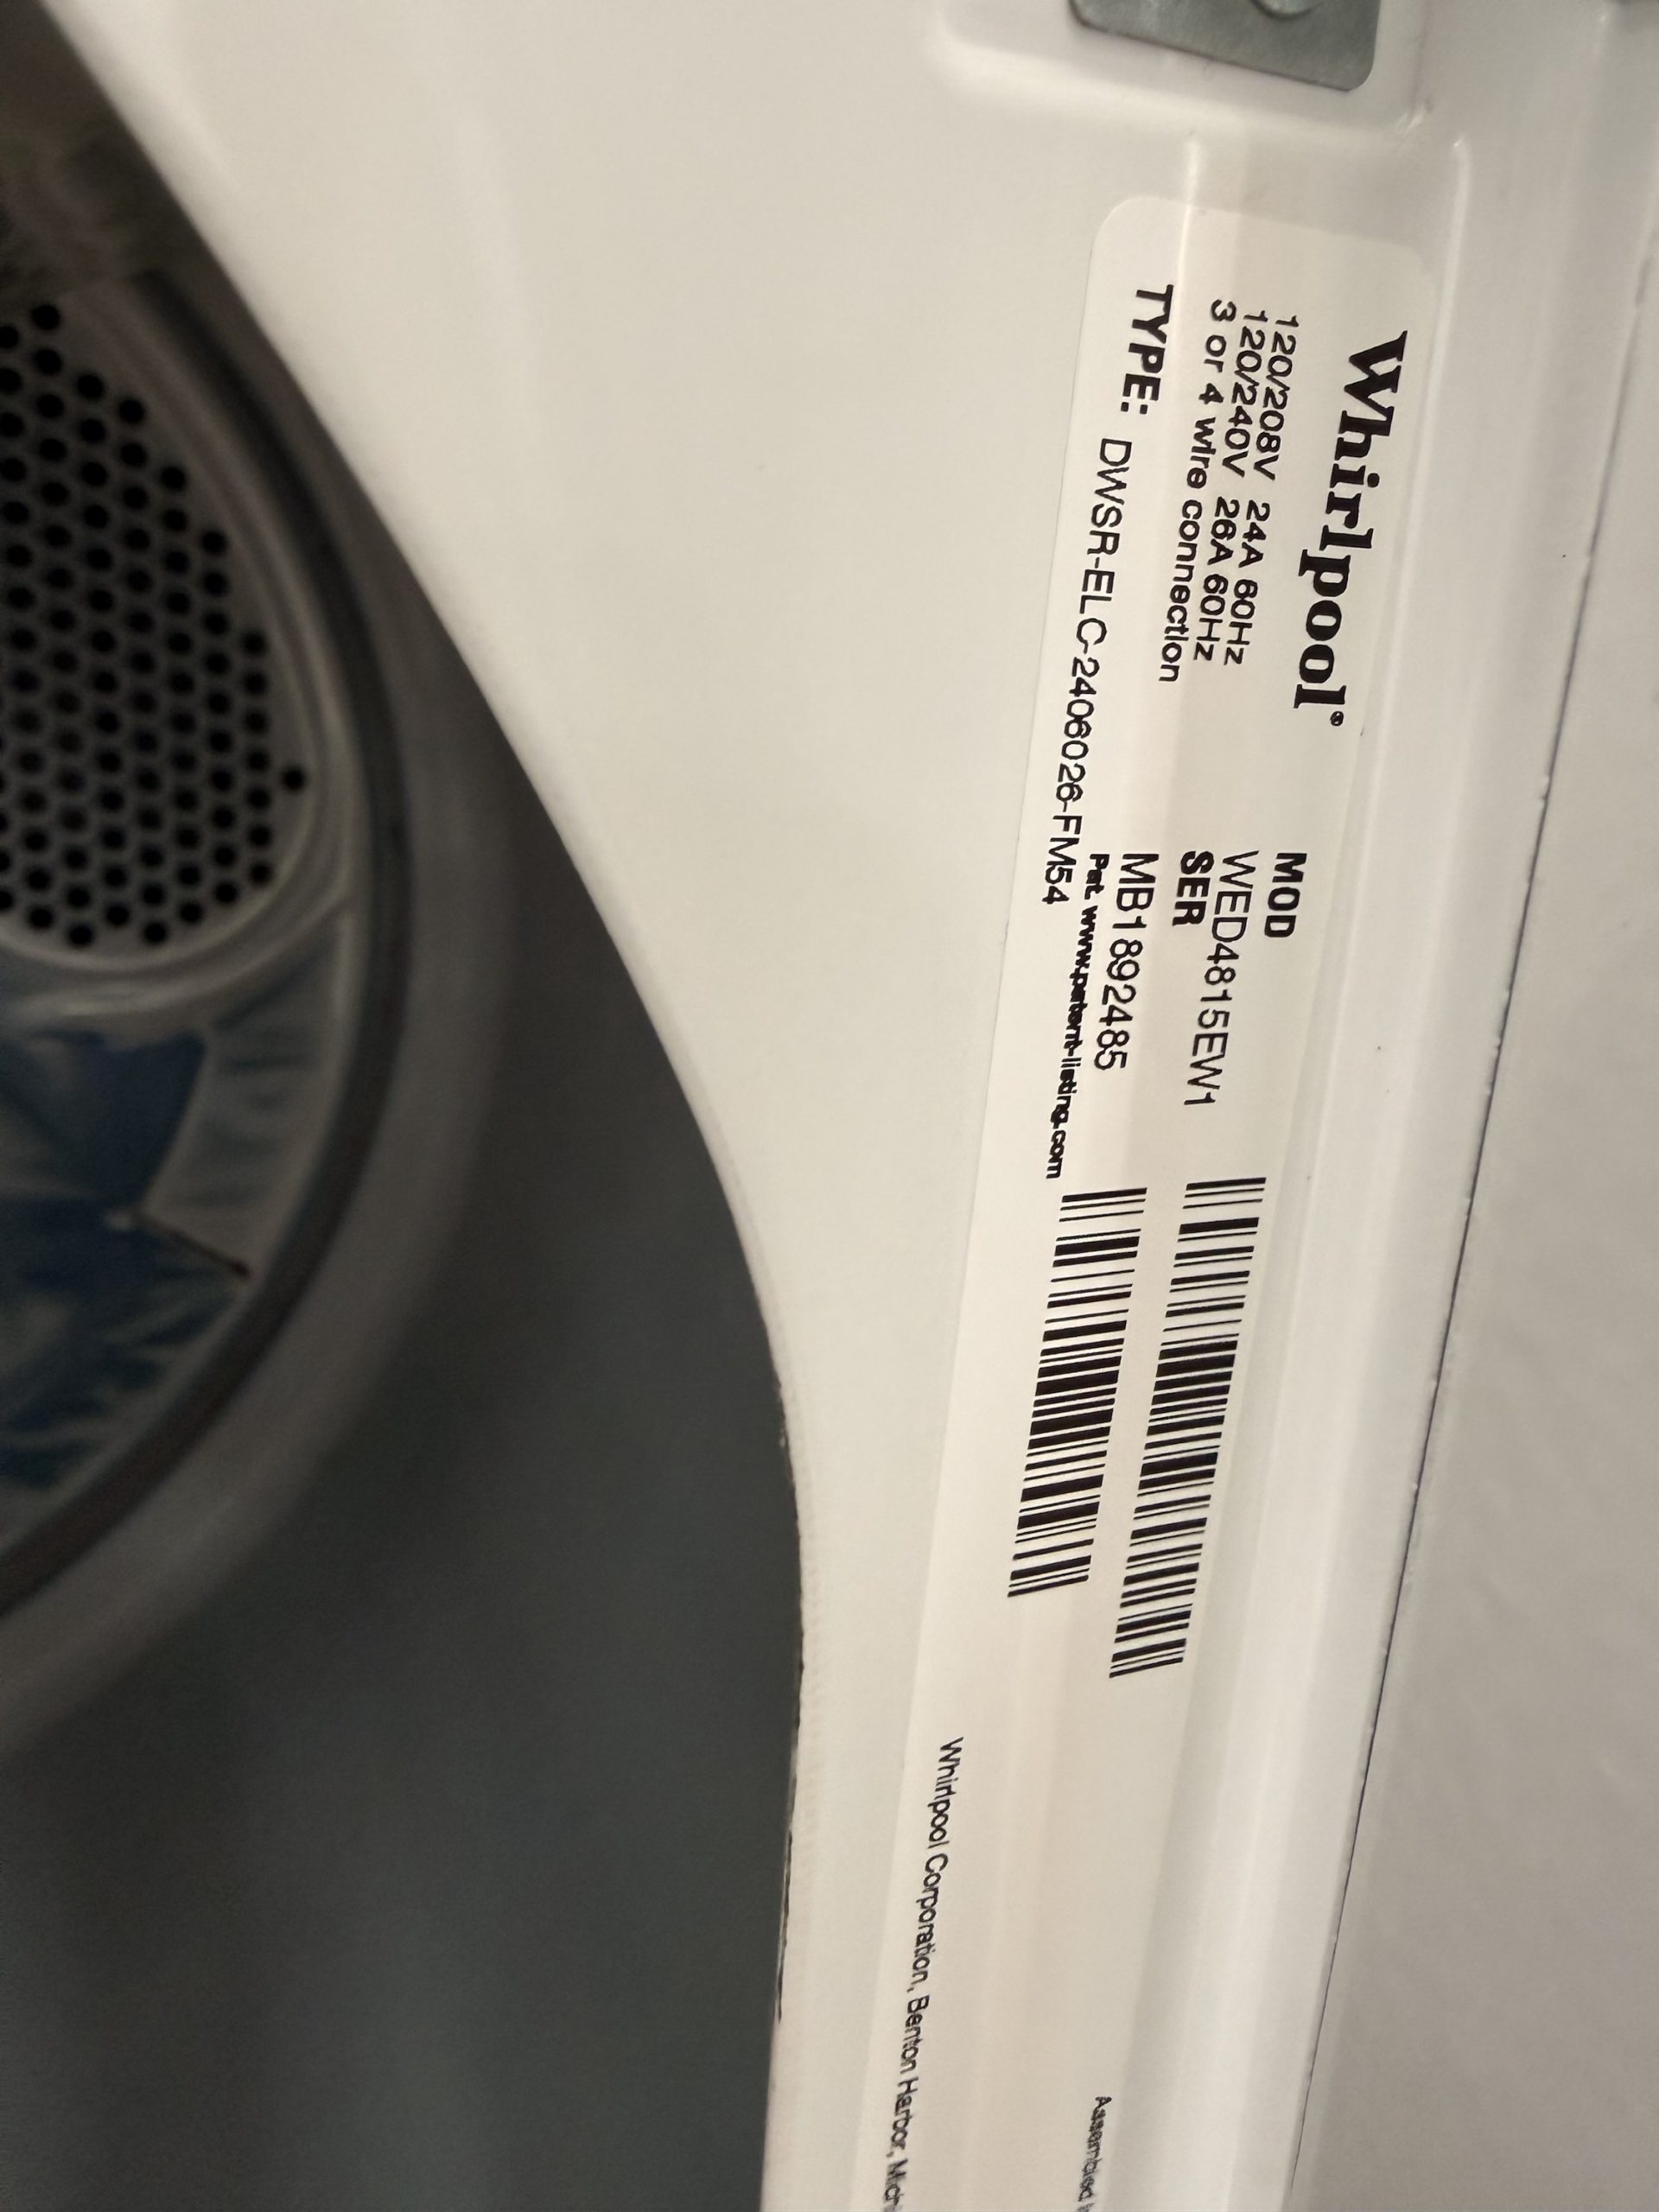 Whirlpool®
120/208V 24A 60Hz
120/240V 26A 60Hz
3 or 4 wire connection
TYPE: DWSR-ELC-2406026-FM54
MOD
WED4815EW1
SER
MB1892485
Pat. www.patent-listing.com
Whirlpool Corporation, Benton Harbor,
Assembled